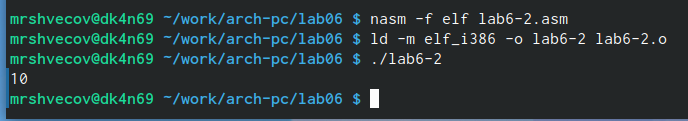 mrshvecov@dk4n69 ~/work/arch-pc/lab06 $ nasm -f elf lab6-2.asm
mrshvecov@dk4n69 ~/work/arch-pc/lab06 $ ld -m elf_i386 -o lab6-2 lab6-2.o
mrshvecov@dk4n69 ~/work/arch-pc/lab06 $ ./lab6-2
10
mrshvecov@dk4n69 ~/work/arch-pc/lab06 $